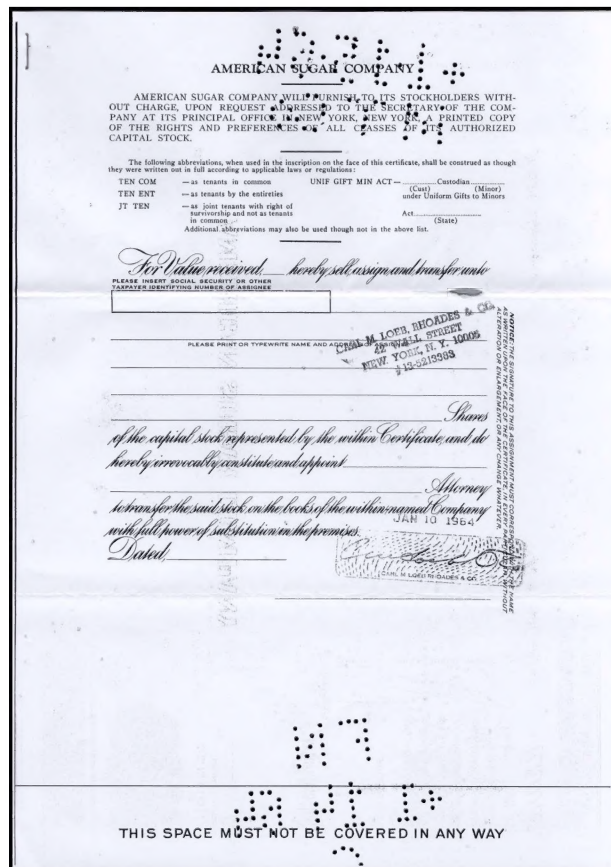 AMERICAN SUGAR COMPANY
AMERICAN SUGAR COMPANY WILL FURNISH TO ITS STOCKHOLDERS WITH-
OUT CHARGE, UPON REQUEST ADDRESSED TO THE SECRETARY OF THE COM-
PANY AT ITS PRINCIPAL OFFICE IN NEW YORK, NEW YORK, A PRINTED COPY
OF THE RIGHTS AND PREFERENCES OF ALL CLASSES OF ITS AUTHORIZED
CAPITAL STOCK.
The following abbreviations, when used in the inscription on the face of this certificate, shall be construed as though
they were written out in full according to applicable laws or regulations:
TEN COM — as tenants in common UNIF GIFT MIN ACT — Custodian
(Cust) (Minor)
TEN ENT — as tenants by the entireties under Uniform Gifts to Minors
JT TEN — as joint tenants with right of
survivorship and not as tenants Act
in common (State)
Additional abbreviations may also be used though not in the above list.
For Value received, hereby sell, assign and transfer unto
PLEASE INSERT SOCIAL SECURITY OR OTHER
TAXPAYER IDENTIFYING NUMBER OF ASSIGNEE
CARL M. LOEB, RHOADES & CO.
42 WALL STREET
NEW YORK, N. Y. 10005
#13-5213363
PLEASE PRINT OR TYPEWRITE NAME AND ADDRESS OF
Shares
of the capital stock represented by the within Certificate, and do
hereby irrevocably constitute and appoint
Attorney
to transfer the said stock on the books of the within-named Company
with full power of substitution in the premises.
JAN 10 1964
Dated,
CARL M LOEB RHOADES & CO
NOTICE: THE SIGNATURE TO THIS ASSIGNMENT MUST CORRESPOND WITH THE NAME
AS WRITTEN UPON THE FACE OF THE CERTIFICATE, IN EVERY PARTICULAR, WITHOUT
ALTERATION OR ENLARGEMENT, OR ANY CHANGE WHATEVER.
THIS SPACE MUST NOT BE COVERED IN ANY WAY